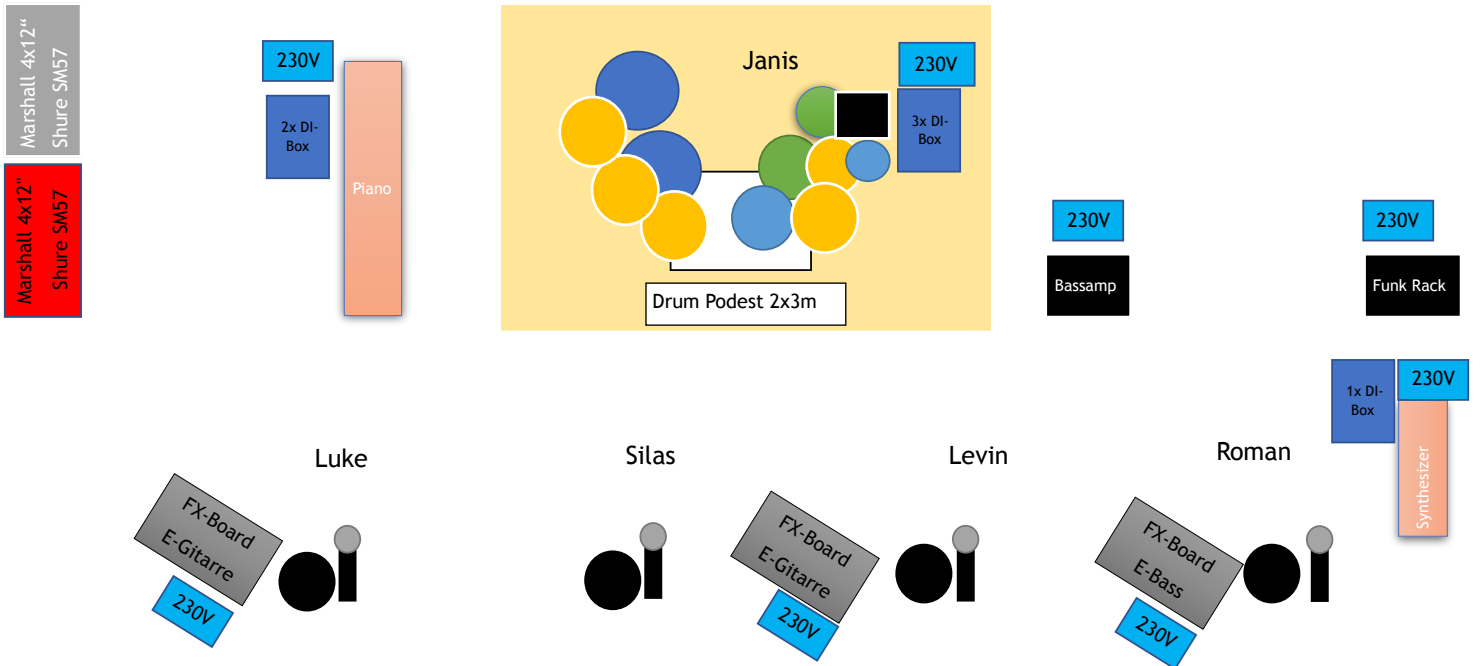 Marshall 4x12“
Shure SM57
Marshall 4x12"
Shure SM57
230V
2x DI-
Box
Piano
Janis
230V
3x DI-
Box
Drum Podest 2x3m
230V
Bassamp
230V
Funk Rack
1x DI-
Box
230V
Synthesizer
Luke
Silas
Levin
Roman
FX-Board
E-Gitarre
230V
FX-Board
E-Gitarre
230V
FX-Board
E-Bass
230V